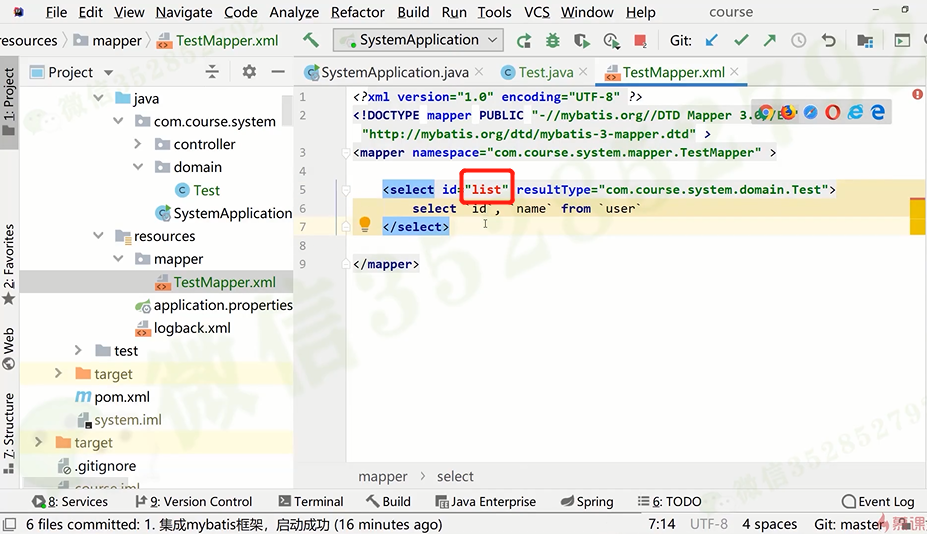 File Edit View Navigate Code Analyze Refactor Build Run Tools VCS Window Help course
resources mapper TestMapper.xml SystemApplication Git:
1: Project
Project
SystemApplication.java Test.java TestMapper.xml
java
com.course.system
controller
domain
Test
SystemApplication
resources
mapper
TestMapper.xml
application.properties
logback.xml
test
target
pom.xml
system.iml
target
.gitignore
course.iml
2: Favorites
Web
7: Structure
1 <?xml version="1.0" encoding="UTF-8" ?>
2 <!DOCTYPE mapper PUBLIC "-//mybatis.org//DTD Mapper 3.0//E
"http://mybatis.org/dtd/mybatis-3-mapper.dtd" >
3 <mapper namespace="com.course.system.mapper.TestMapper" >
4
5 <select id="list" resultType="com.course.system.domain.Test">
6 select `id`, `name` from `user`
7 </select>
8
9 </mapper>
mapper > select
8: Services 9: Version Control Terminal Build Java Enterprise Spring 6: TODO Event Log
6 files committed: 1. 集成mybatis框架，启动成功 (16 minutes ago) 7:14 UTF-8 4 spaces Git: master
微信352852792
慕课